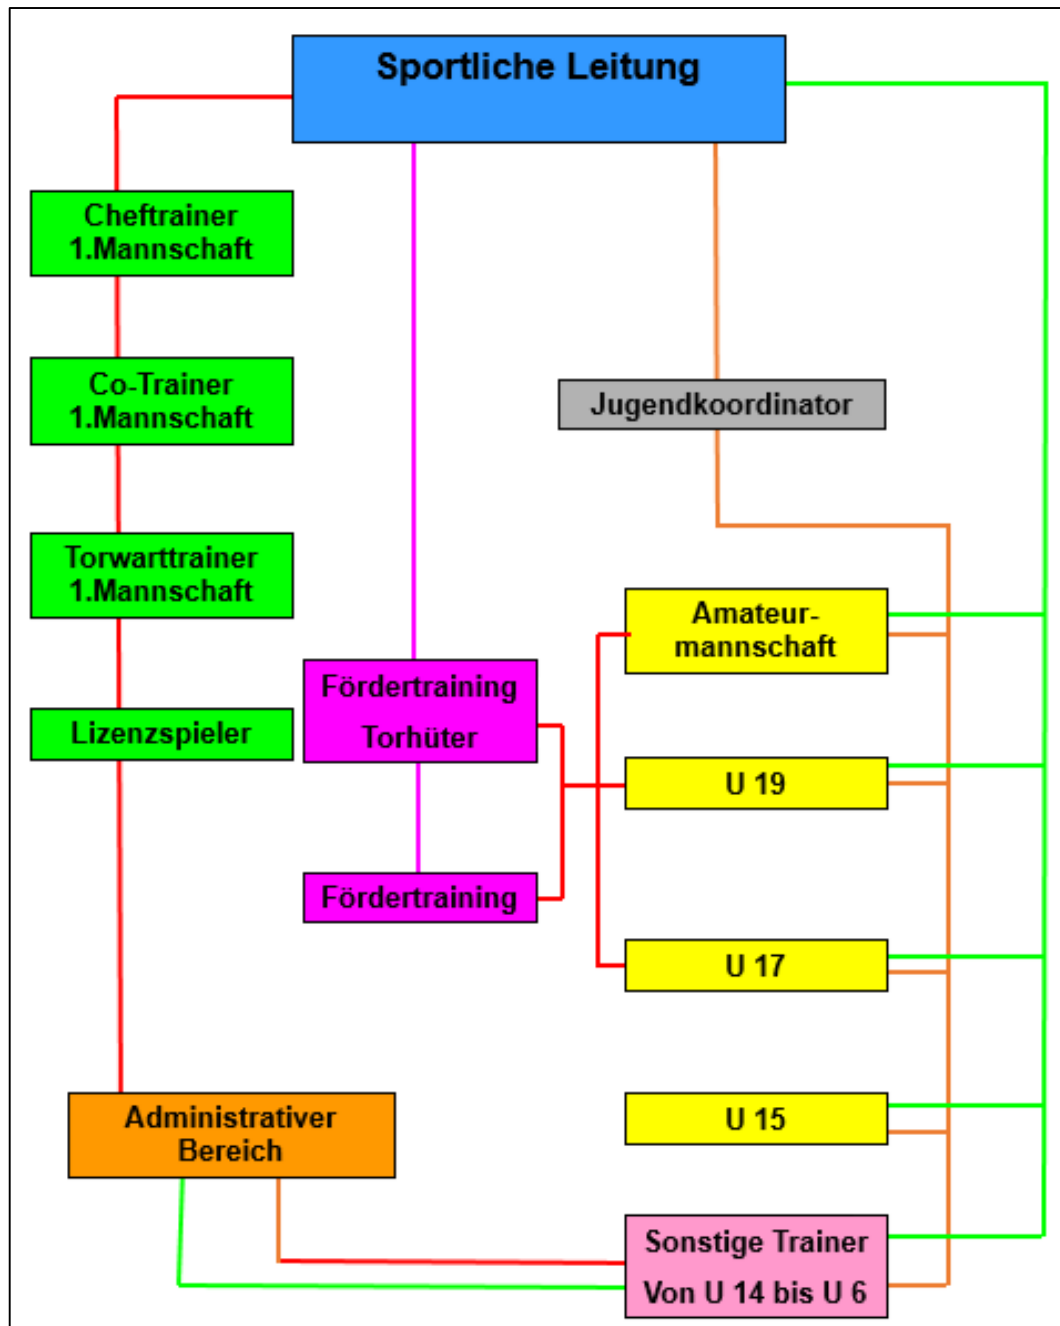 Sportliche Leitung
Cheftrainer
1.Mannschaft
Co-Trainer
1.Mannschaft
Jugendkoordinator
Torwarttrainer
1.Mannschaft
Amateur-
mannschaft
Fördertraining
Torhüter
Lizenzspieler
U 19
Fördertraining
U 17
Administrativer
Bereich
U 15
Sonstige Trainer
Von U 14 bis U 6